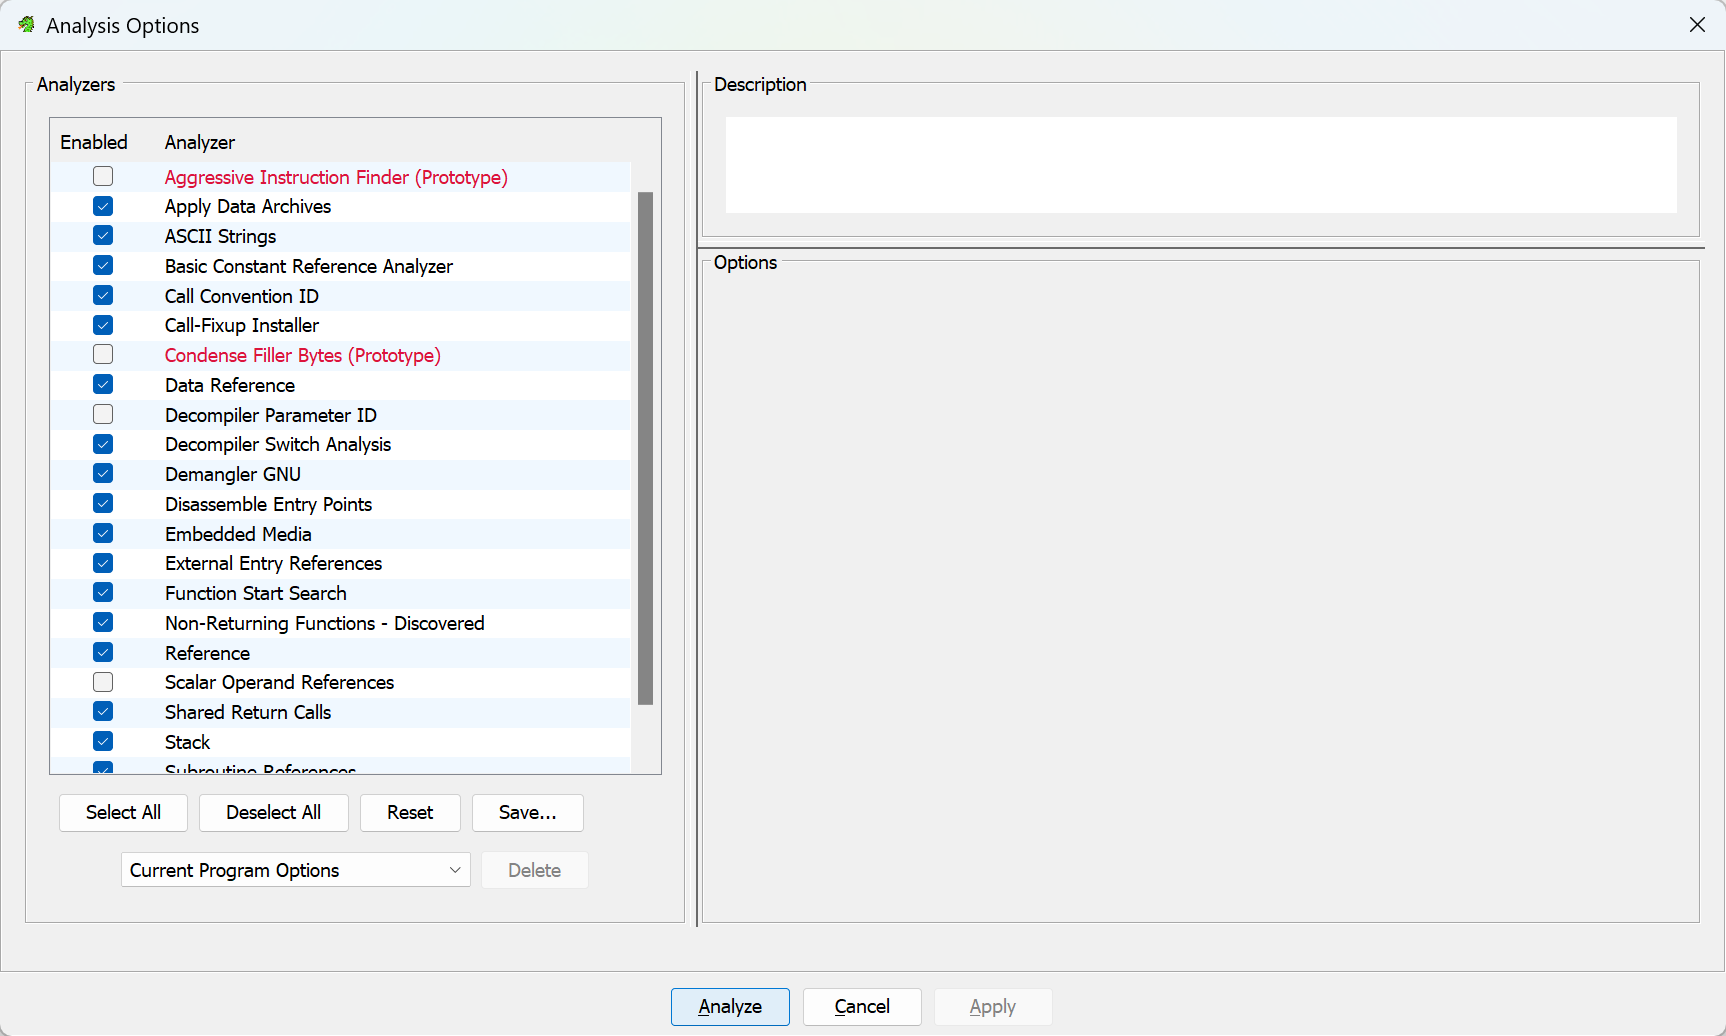 Analysis Options
Analyzers
Enabled Analyzer
Aggressive Instruction Finder (Prototype)
Apply Data Archives
ASCII Strings
Basic Constant Reference Analyzer
Call Convention ID
Call-Fixup Installer
Condense Filler Bytes (Prototype)
Data Reference
Decompiler Parameter ID
Decompiler Switch Analysis
Demangler GNU
Disassemble Entry Points
Embedded Media
External Entry References
Function Start Search
Non-Returning Functions - Discovered
Reference
Scalar Operand References
Shared Return Calls
Stack
Subroutine References
Select All Deselect All Reset Save...
Current Program Options Delete
Description
Options
Analyze Cancel Apply